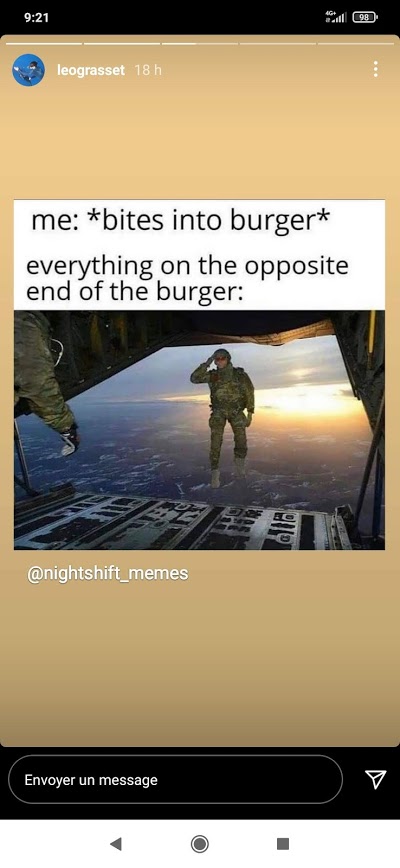 9:21
4G+
98
leograsset 18 h
me: *bites into burger*
everything on the opposite
end of the burger:
@nightshift_memes
Envoyer un message